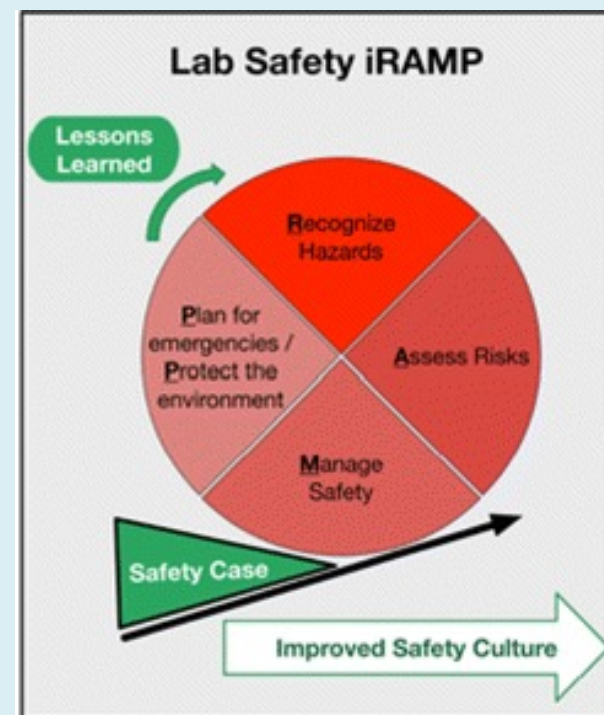 Lab Safety iRAMP
Lessons
Learned
Recognize
Hazards
Plan for
emergencies /
Protect the
environment
Assess Risks
Manage
Safety
Safety Case
Improved Safety Culture